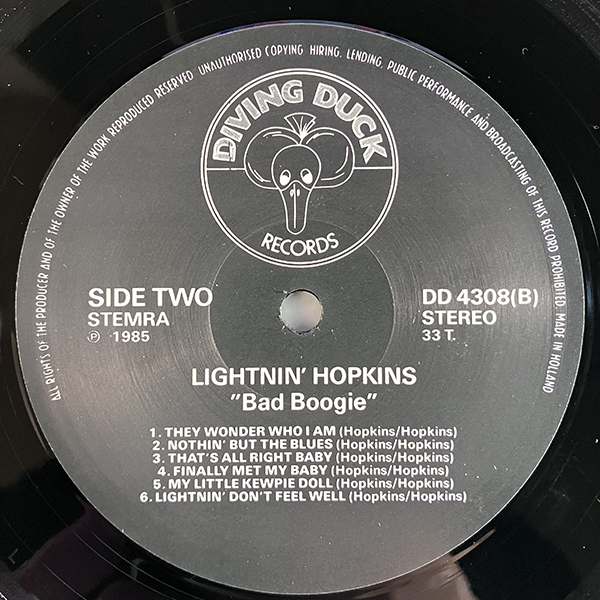 ALL RIGHTS OF THE PRODUCER AND OF THE OWNER OF THE WORK REPRODUCED RESERVED. UNAUTHORISED COPYING, HIRING, LENDING, PUBLIC PERFORMANCE AND BROADCASTING OF THIS RECORD PROHIBITED. MADE IN HOLLAND
DIVING DUCK
RECORDS
SIDE TWO
STEMRA
℗ 1985
DD 4308(B)
STEREO
33 T.
LIGHTNIN' HOPKINS
"Bad Boogie"
1. THEY WONDER WHO I AM (Hopkins/Hopkins)
2. NOTHIN' BUT THE BLUES (Hopkins/Hopkins)
3. THAT'S ALL RIGHT BABY (Hopkins/Hopkins)
4. FINALLY MET MY BABY (Hopkins/Hopkins)
5. MY LITTLE KEWPIE DOLL (Hopkins/Hopkins)
6. LIGHTNIN' DON'T FEEL WELL (Hopkins/Hopkins)